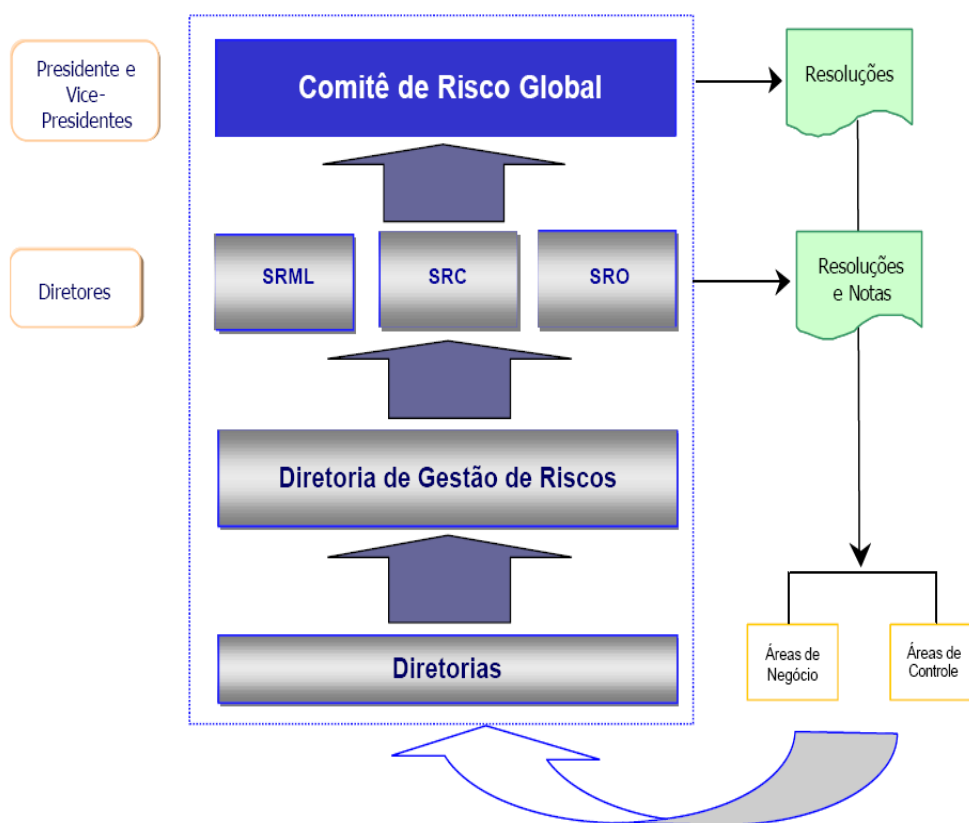 Presidente e
Vice-
Presidentes
Comitê de Risco Global
Resoluções
Diretores
SRML
SRC
SRO
Resoluções
e Notas
Diretoria de Gestão de Riscos
Diretorias
Áreas de
Negócio
Áreas de
Controle